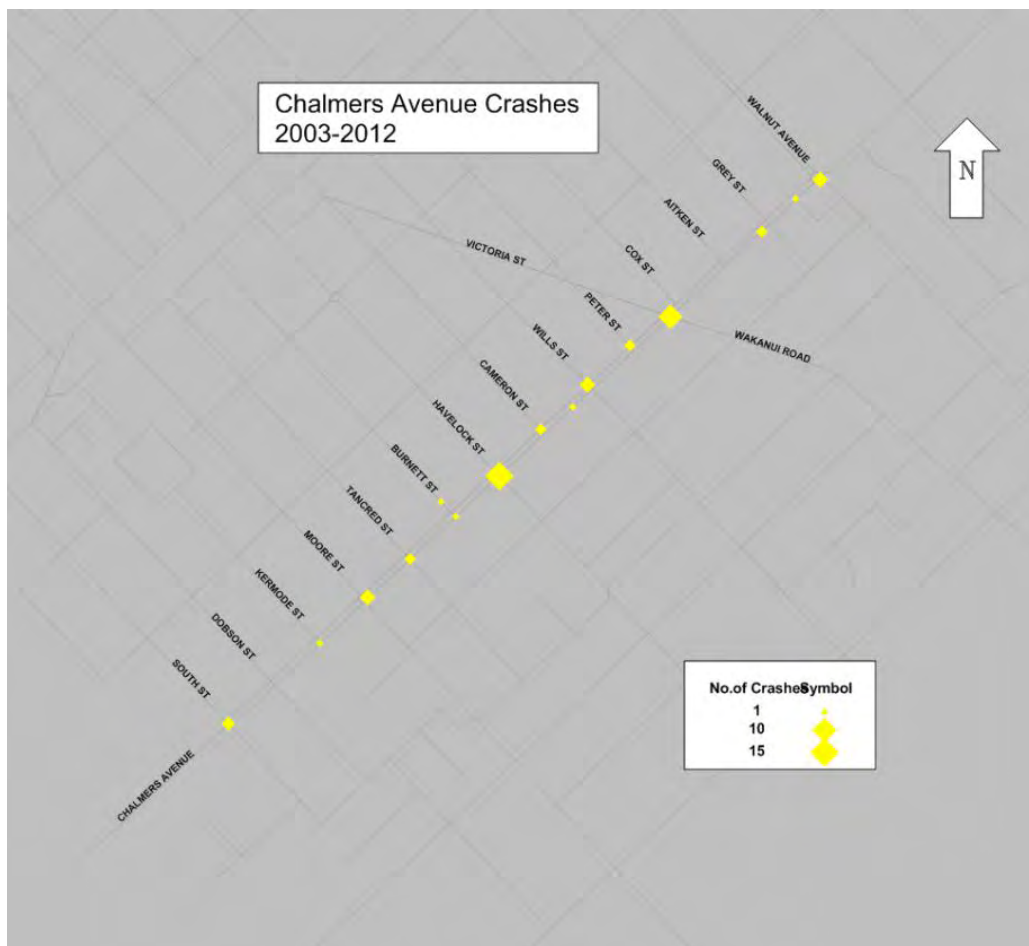 Chalmers Avenue Crashes
2003-2012
WALNUT AVENUE
GREY ST
N
AITKEN ST
COX ST
VICTORIA ST
PETER ST
WAKANUI ROAD
WILLS ST
CAMERON ST
HAVELOCK ST
BURNETT ST
TANCRED ST
MOORE ST
KERMODE ST
DOBSON ST
SOUTH ST
CHALMERS AVENUE
No.of Crashes Symbol
1
10
15